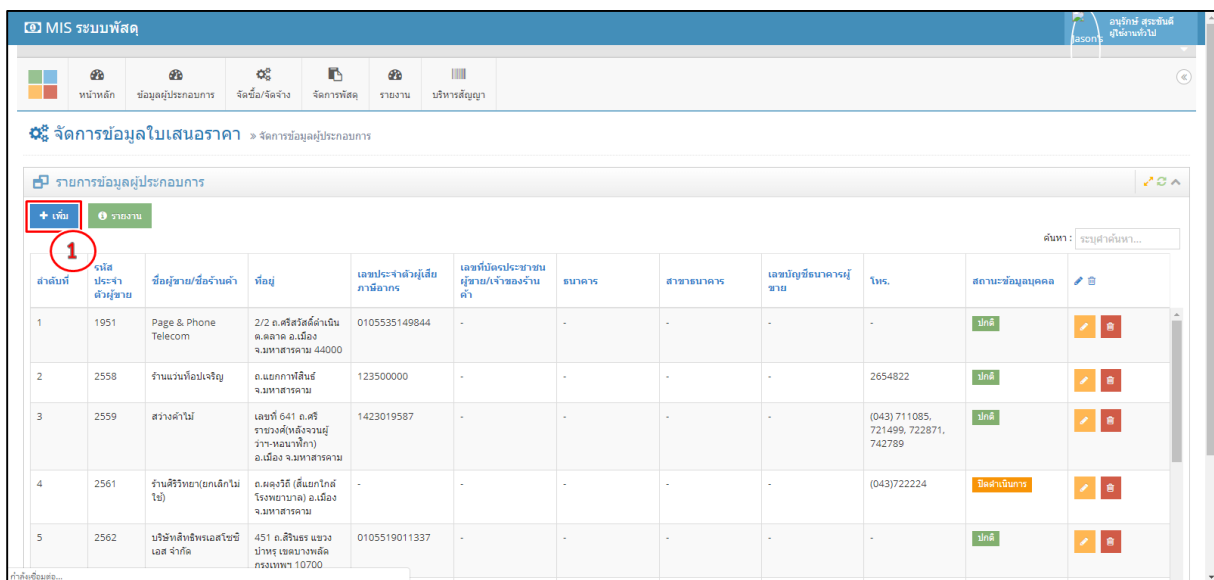 MIS ระบบพัสดุ
Jason's
อนุรักษ์ สุระขันตี
ผู้ใช้งานทั่วไป
หน้าหลัก ข้อมูลผู้ประกอบการ จัดซื้อ/จัดจ้าง จัดการพัสดุ รายงาน บริหารสัญญา
จัดการข้อมูลใบเสนอราคา » จัดการข้อมูลผู้ประกอบการ
รายการข้อมูลผู้ประกอบการ
+ เพิ่ม รายงาน
1
ค้นหา : ระบุคำค้นหา...
ลำดับที่ รหัสประจำตัวผู้ขาย ชื่อผู้ขาย/ชื่อร้านค้า ที่อยู่ เลขประจำตัวผู้เสียภาษีอากร เลขที่บัตรประชาชนผู้ขาย/เจ้าของร้านค้า ธนาคาร สาขาธนาคาร เลขบัญชีธนาคารผู้ขาย โทร. สถานะข้อมูลบุคคล
1 1951 Page & Phone 2/2 ถ.ศรีสวัสดิ์ดำเนิน 0105535149844 - - - - - ปกติ
Telecom ต.ตลาด อ.เมือง
จ.มหาสารคาม 44000
2 2558 ร้านแว่นท็อปเจริญ ถ.แยกกาฬสินธุ์ 123500000 - - - - 2654822 ปกติ
จ.มหาสารคาม
3 2559 สว่างค้าไม้ เลขที่ 641 ถ.ศรี 1423019587 - - - - (043) 711085, ปกติ
ราชวงศ์(หลังจวนผู้ 721499, 722871,
ว่าฯ-หอนาฬิกา) 742789
อ.เมือง จ.มหาสารคาม
4 2561 ร้านศิริวิทยา(ยกเลิกไม่ ถ.ผดุงวิถี (สี่แยกใกล้ - - - - - (043)722224 ปิดดำเนินการ
ใช้) โรงพยาบาล) อ.เมือง
จ.มหาสารคาม
5 2562 บริษัทสิทธิพรเอสโซซิ 451 ถ.สิรินธร แขวง 0105519011337 - - - - - ปกติ
เอส จำกัด บำหรุ เขตบางพลัด
กรุงเทพฯ 10700
กำลังเชื่อมต่อ...